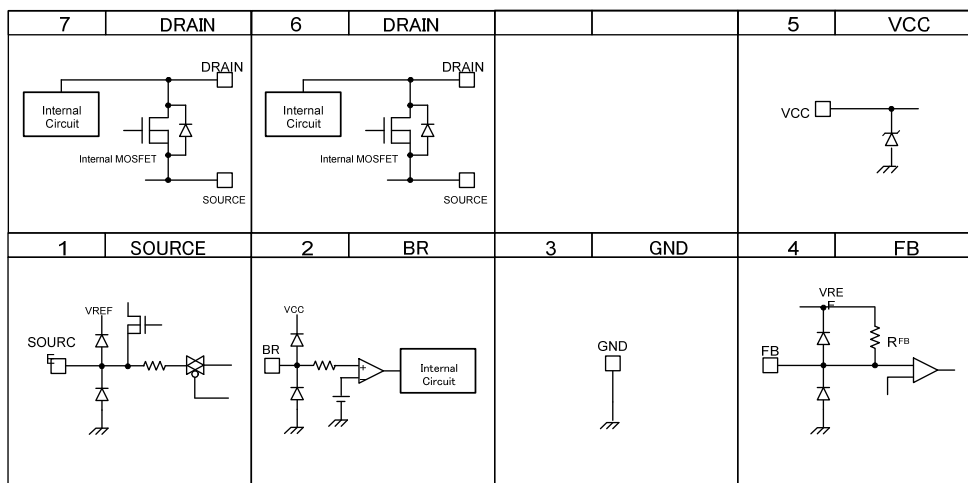 7 DRAIN 6 DRAIN 5 VCC
DRAIN
Internal
Circuit
Internal MOSFET
SOURCE
DRAIN
Internal
Circuit
Internal MOSFET
SOURCE
VCC
1 SOURCE 2 BR 3 GND 4 FB
VREF
SOURC
E
VCC
BR
+
−
Internal
Circuit
GND
VRE
F
RFB
FB